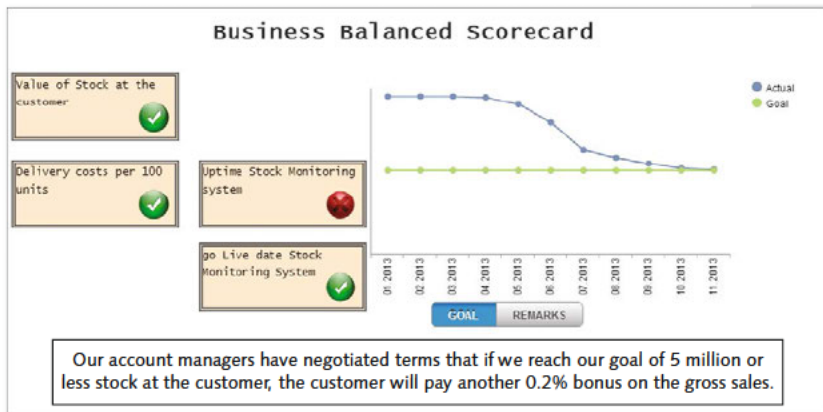 Business Balanced Scorecard
Value of Stock at the
customer
Delivery costs per 100
units
Uptime Stock Monitoring
system
go Live date Stock
Monitoring System
Actual
Goal
01.2013
02.2013
03.2013
04.2013
05.2013
06.2013
07.2013
08.2013
09.2013
10.2013
11.2013
GOAL
REMARKS
Our account managers have negotiated terms that if we reach our goal of 5 million or
less stock at the customer, the customer will pay another 0.2% bonus on the gross sales.